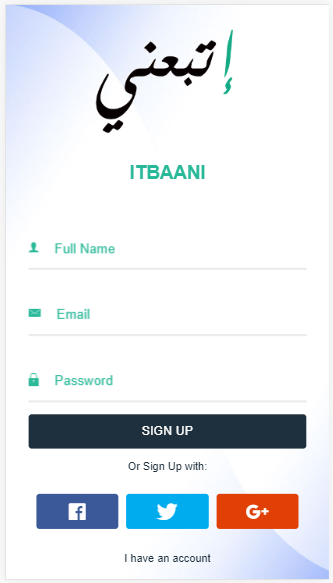 إتبعني
ITBAANI
Full Name
Email
Password
SIGN UP
Or Sign Up with:
G+
I have an account